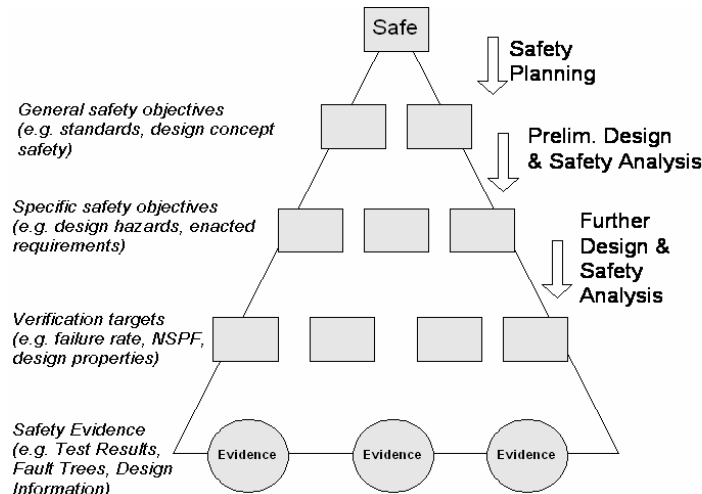 Safe
Safety
Planning
General safety objectives
(e.g. standards, design concept
safety)
Prelim. Design
& Safety Analysis
Specific safety objectives
(e.g. design hazards, enacted
requirements)
Further
Design &
Safety
Analysis
Verification targets
(e.g. failure rate, NSPF,
design properties)
Safety Evidence
(e.g. Test Results,
Fault Trees, Design
Information)
Evidence
Evidence
Evidence